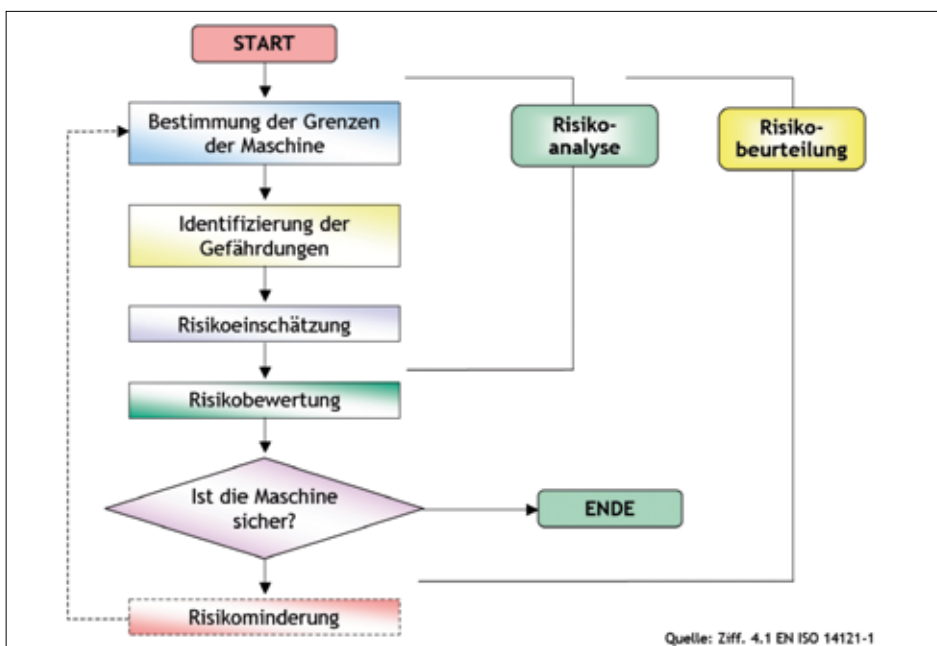 START
Bestimmung der Grenzen
der Maschine
Risiko-
analyse
Risiko-
beurteilung
Identifizierung der
Gefährdungen
Risikoeinschätzung
Risikobewertung
Ist die Maschine
sicher?
ENDE
Risikominderung
Quelle: Ziff. 4.1 EN ISO 14121-1